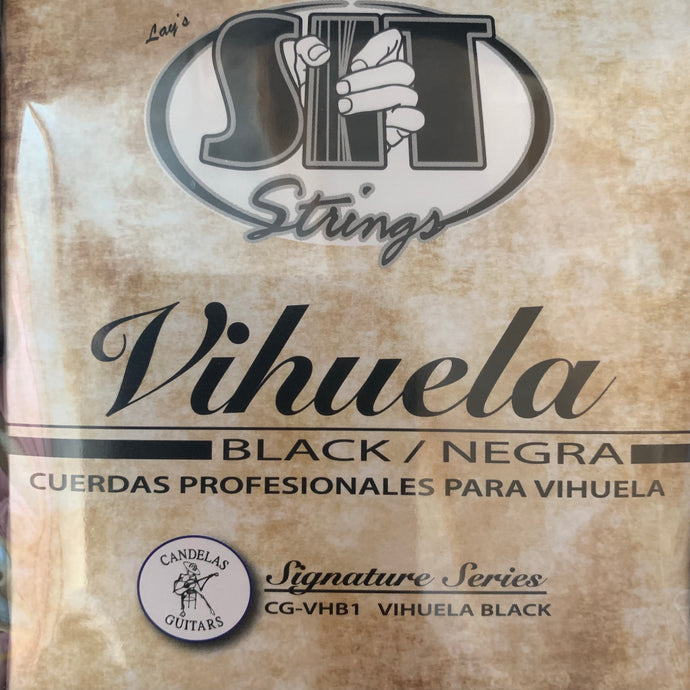 Lay's
SIT
Strings
Vihuela
BLACK / NEGRA
CUERDAS PROFESIONALES PARA VIHUELA
CANDELAS
GUITARS
Signature Series
CG-VHB1 VIHUELA BLACK